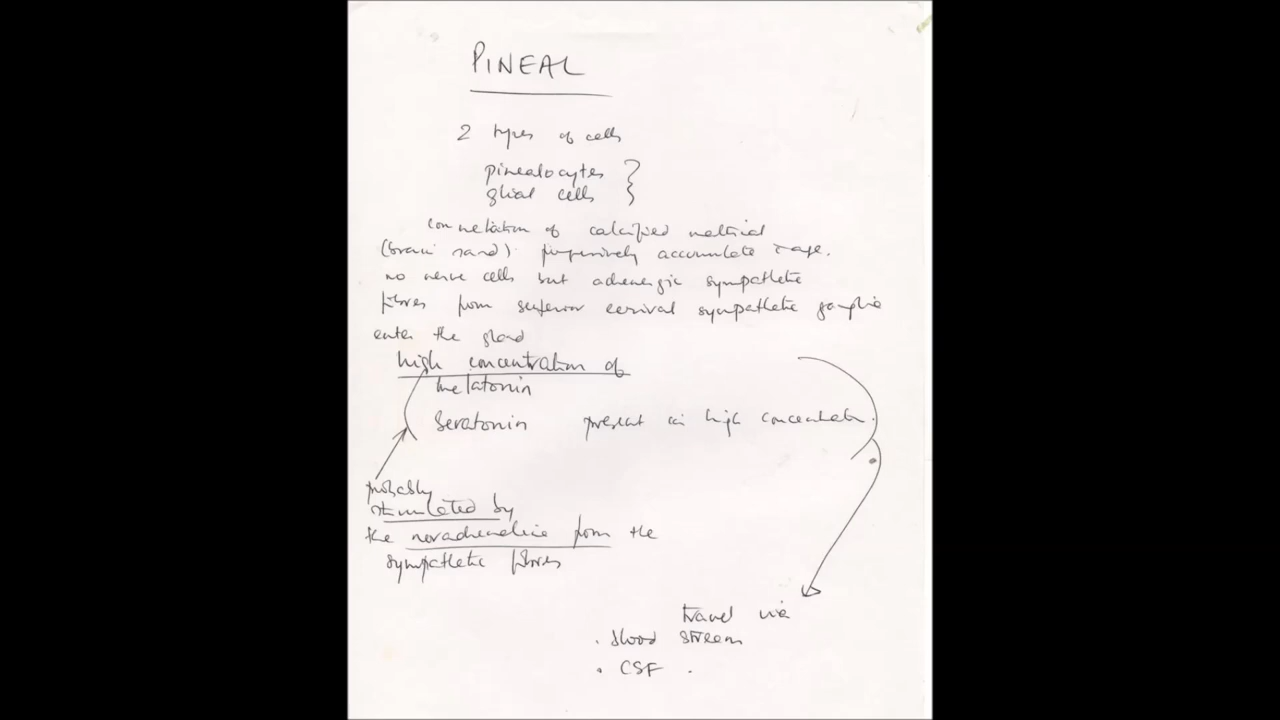 PINEAL
2 types of cells
pinealocytes
glial cells
of calcified material
(brain sand). progressively accumulate c age.
no nerve cells but adrenergic sympathetic
fibres from superior cervical sympathetic ganglia
enter the gland
high concentration of
melatonin
Seratonin present in high concentration.
probably
stimulated by
the noradrenaline from the
sympathetic fibres
travel via
. blood stream
. CSF .